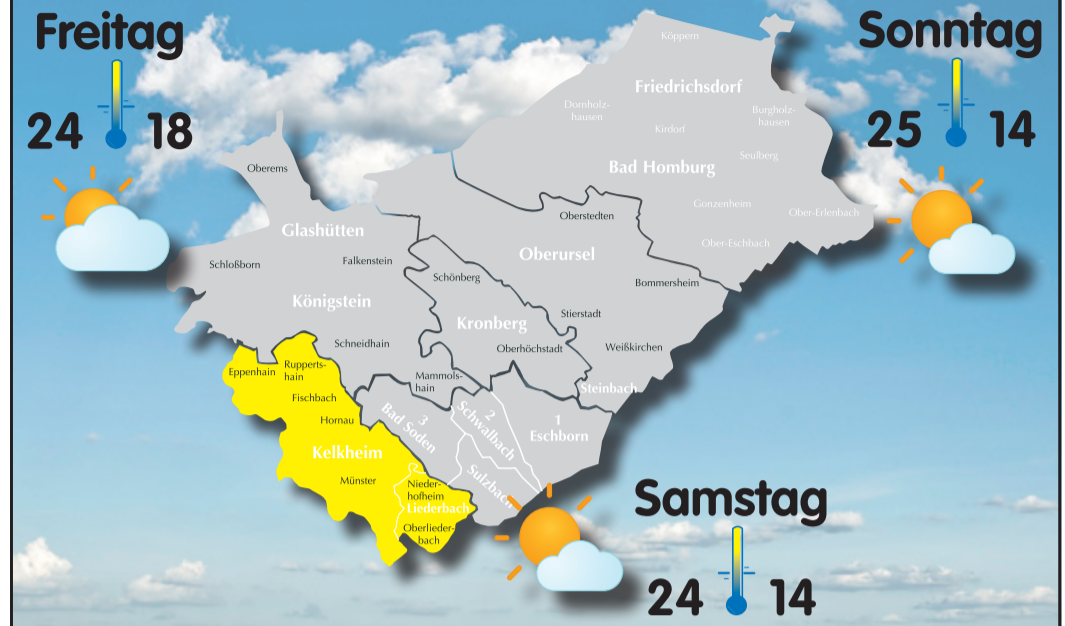 Freitag
24 18
Sonntag
25 14
Köppern
Friedrichsdorf
Dornholz-
hausen
Burgholz-
hausen
Kirdorf
Seulberg
Bad Homburg
Oberems
Gonzenheim
Ober-Erlenbach
Oberstedten
Glashütten
Ober-Eschbach
Oberursel
Falkenstein
Schloßborn
Schönberg
Bommersheim
Königstein
Stierstadt
Kronberg
Schneidhain
Oberhöchstadt
Weißkirchen
Eppenhain
Rupperts-
hain
Mammols-
hain
Steinbach
Fischbach
Hornau
3
Bad Soden
2
Schwalbach
1
Eschborn
Kelkheim
Münster
Sulzbach
Nieder-
hofheim
Liederbach
Oberlieder-
bach
Samstag
24 14